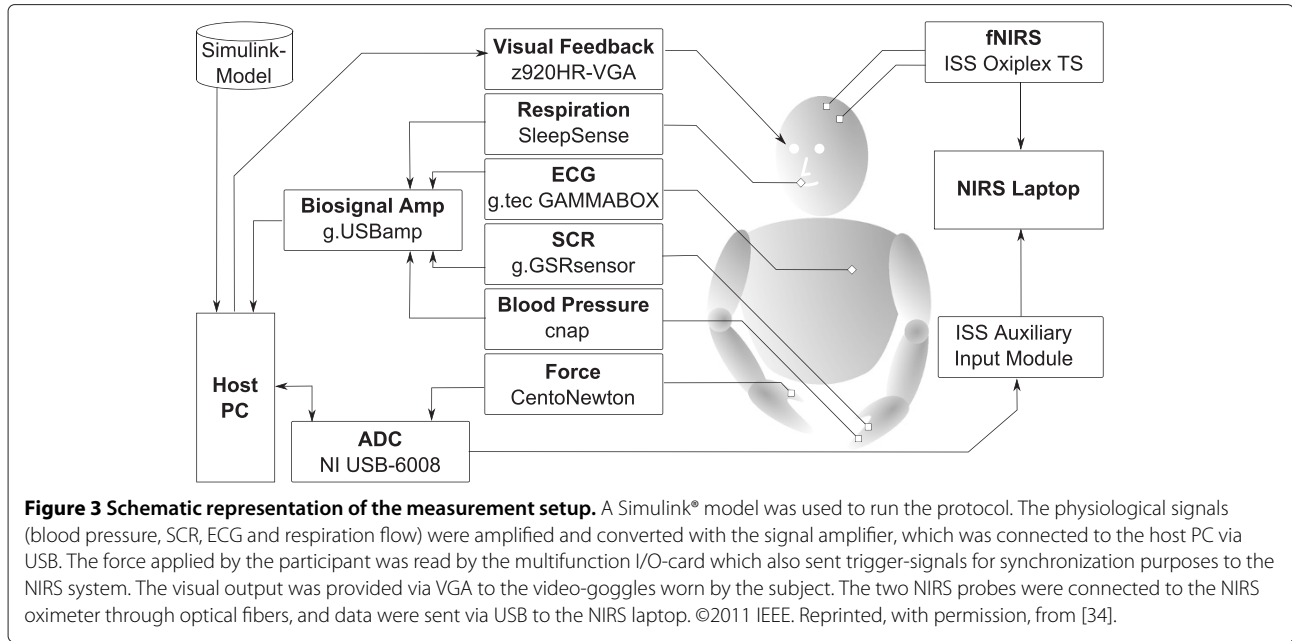 Simulink-
Model
Visual Feedback
z920HR-VGA
fNIRS
ISS Oxiplex TS
Respiration
SleepSense
ECG
g.tec GAMMABOX
NIRS Laptop
Biosignal Amp
g.USBamp
SCR
g.GSRsensor
Blood Pressure
cnap
ISS Auxiliary
Input Module
Force
CentoNewton
Host
PC
ADC
NI USB-6008
Figure 3 Schematic representation of the measurement setup. A Simulink® model was used to run the protocol. The physiological signals
(blood pressure, SCR, ECG and respiration flow) were amplified and converted with the signal amplifier, which was connected to the host PC via
USB. The force applied by the participant was read by the multifunction I/O-card which also sent trigger-signals for synchronization purposes to the
NIRS system. The visual output was provided via VGA to the video-goggles worn by the subject. The two NIRS probes were connected to the NIRS
oximeter through optical fibers, and data were sent via USB to the NIRS laptop. ©2011 IEEE. Reprinted, with permission, from [34].